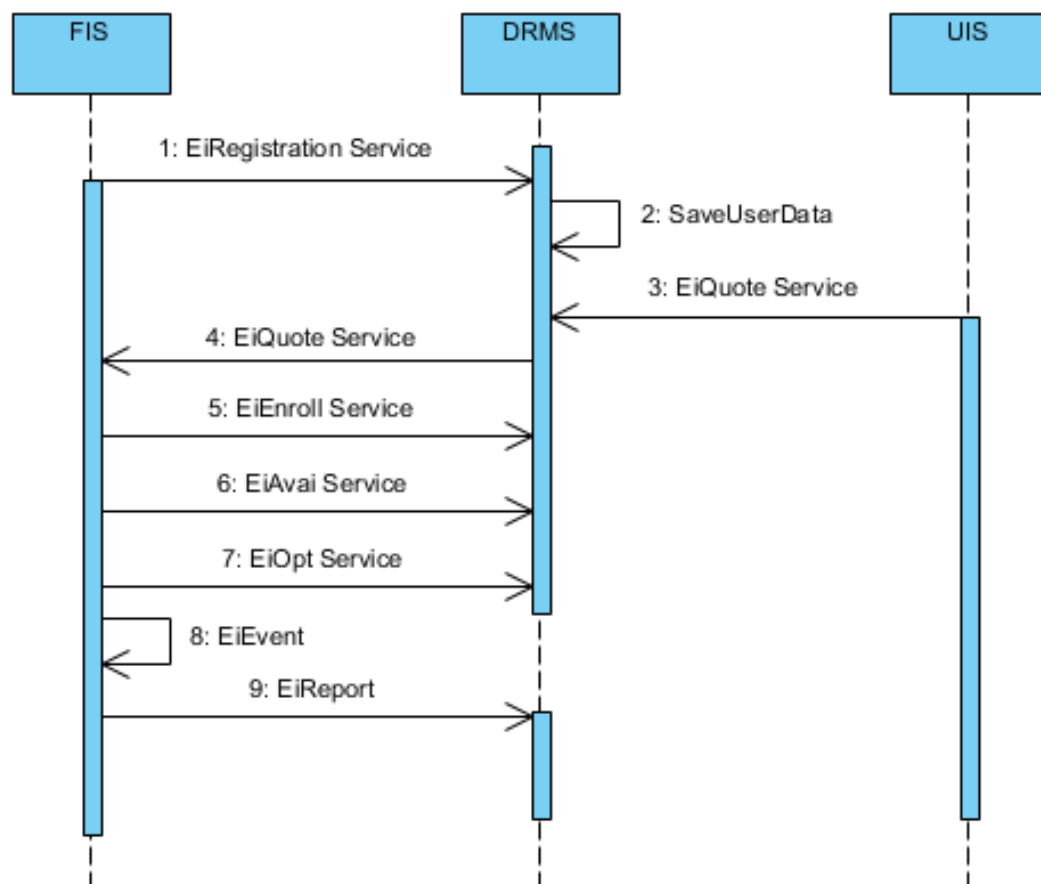 FIS
DRMS
UIS
1: EiRegistration Service
2: SaveUserData
3: EiQuote Service
4: EiQuote Service
5: EiEnroll Service
6: EiAvai Service
7: EiOpt Service
8: EiEvent
9: EiReport